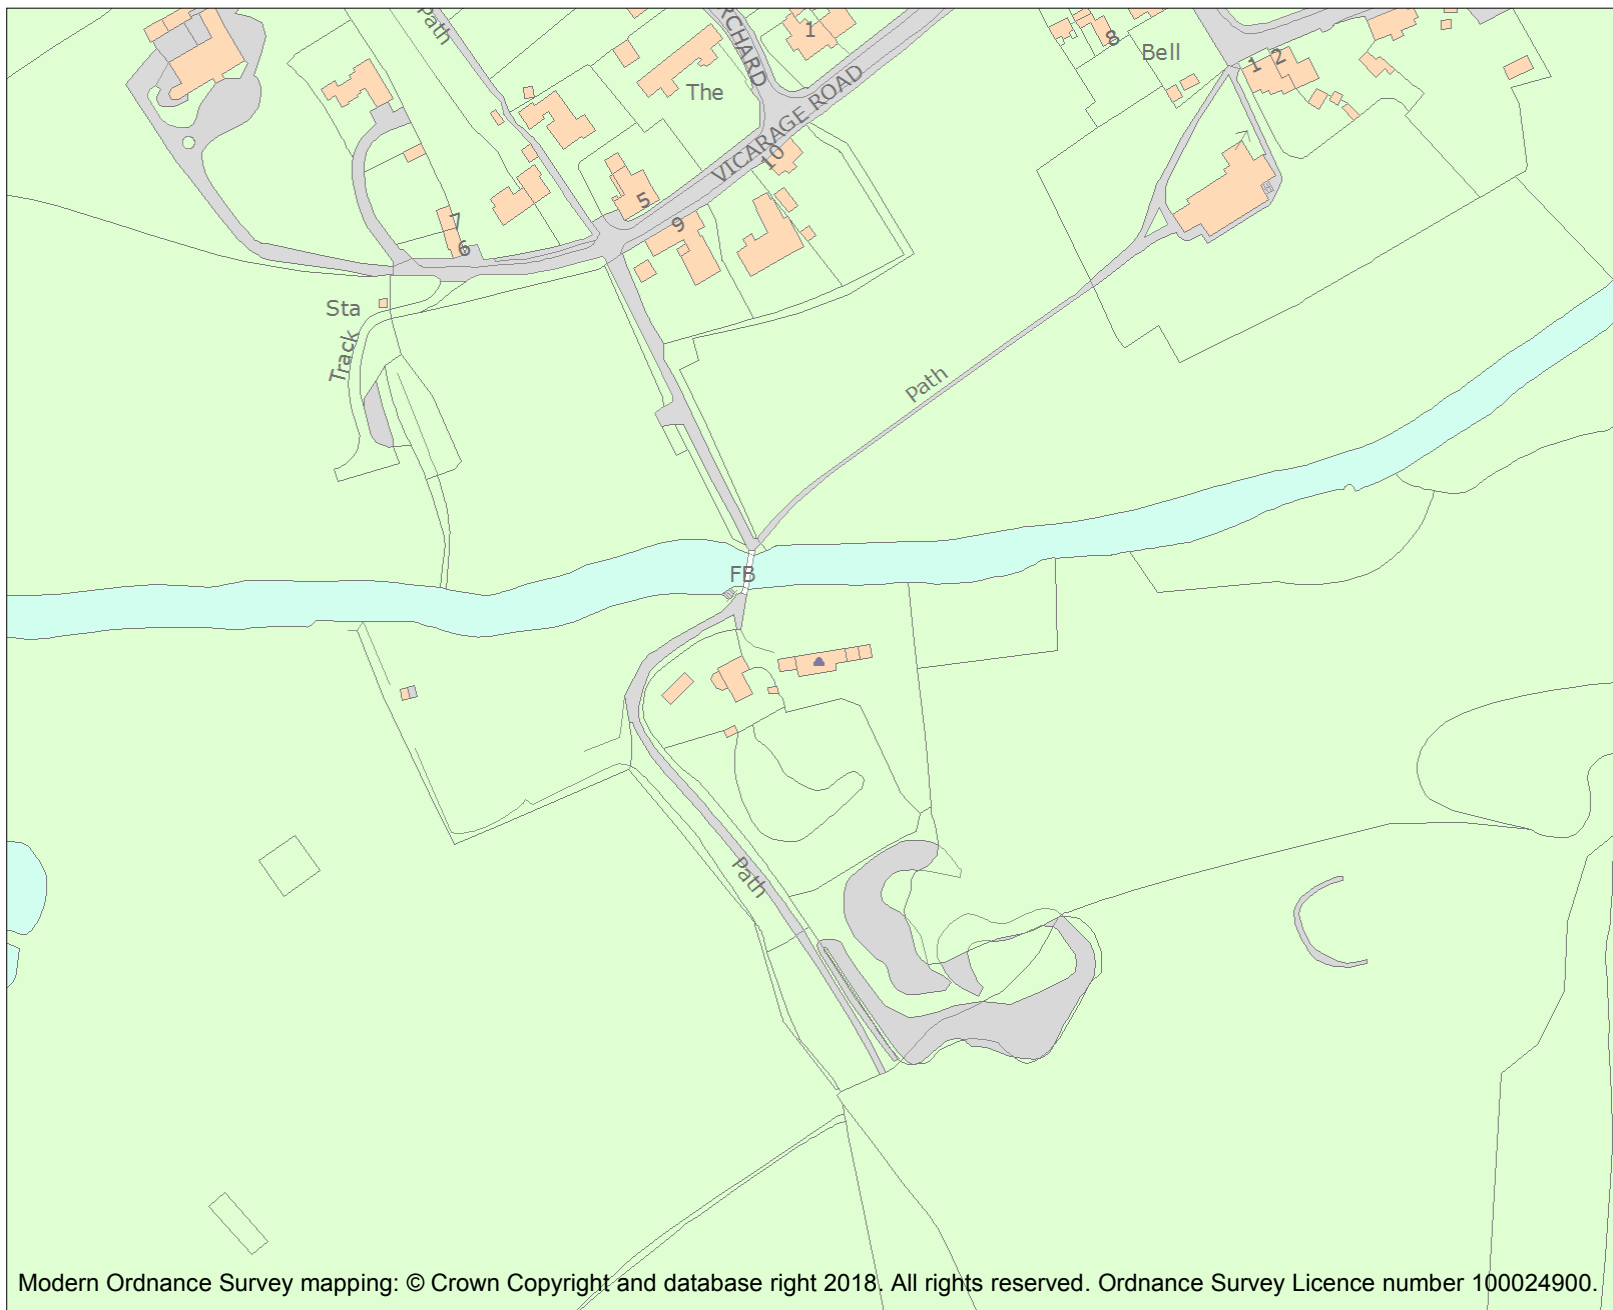 Path
RCHARD
1
The
VICARAGE ROAD
8
Bell
1 2
10
5
9
7
6
Sta
Track
Path
FB
Path
Modern Ordnance Survey mapping: © Crown Copyright and database right 2018. All rights reserved. Ordnance Survey Licence number 100024900.